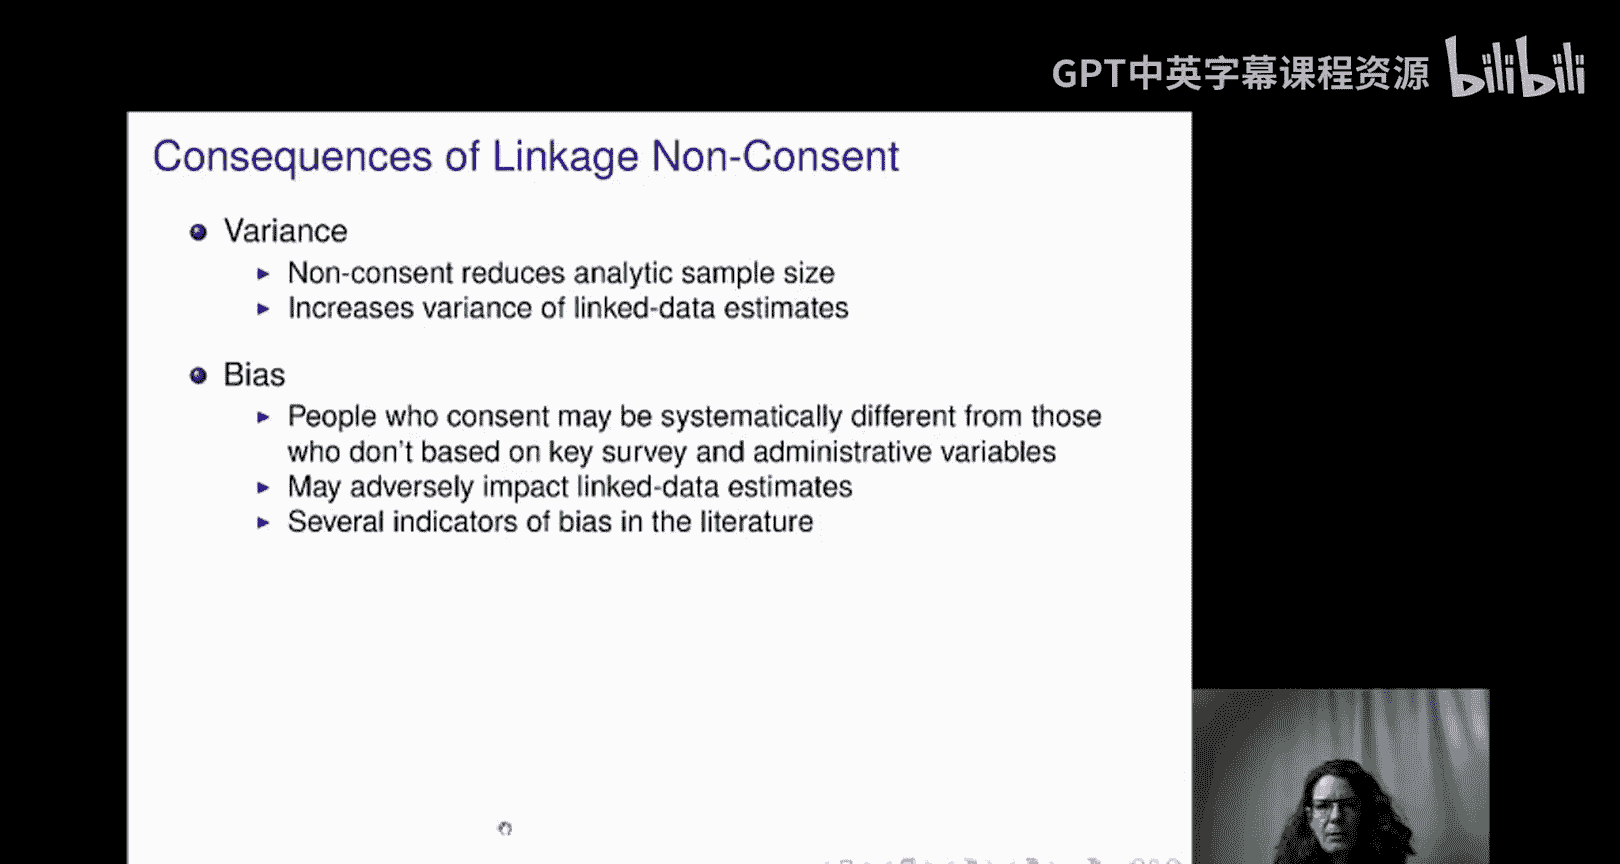 GPT中英字幕课程资源 bilibili
Consequences of Linkage Non-Consent
Variance
Non-consent reduces analytic sample size
Increases variance of linked-data estimates
Bias
People who consent may be systematically different from those
who don't based on key survey and administrative variables
May adversely impact linked-data estimates
Several indicators of bias in the literature